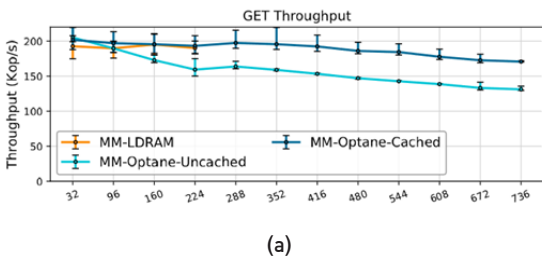 GET Throughput
Throughput (Kop/s)
200
150
100
50
0
MM-LDRAM
MM-Optane-Uncached
MM-Optane-Cached
32 96 160 224 288 352 416 480 544 608 672 736
(a)